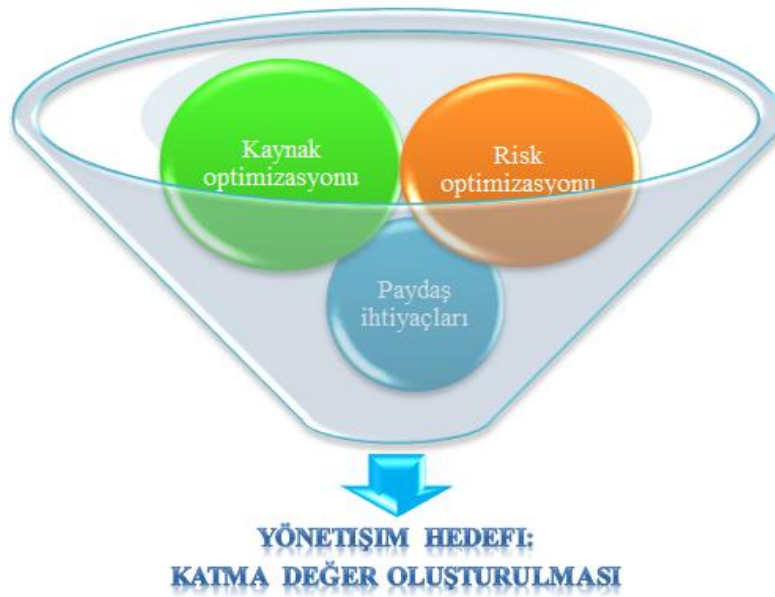 Kaynak
optimizasyonu
Risk
optimizasyonu
Paydaş
ihtiyaçları
YÖNETIŞIM HEDEFI:
KATMA DEĞER OLUŞTURULMASI